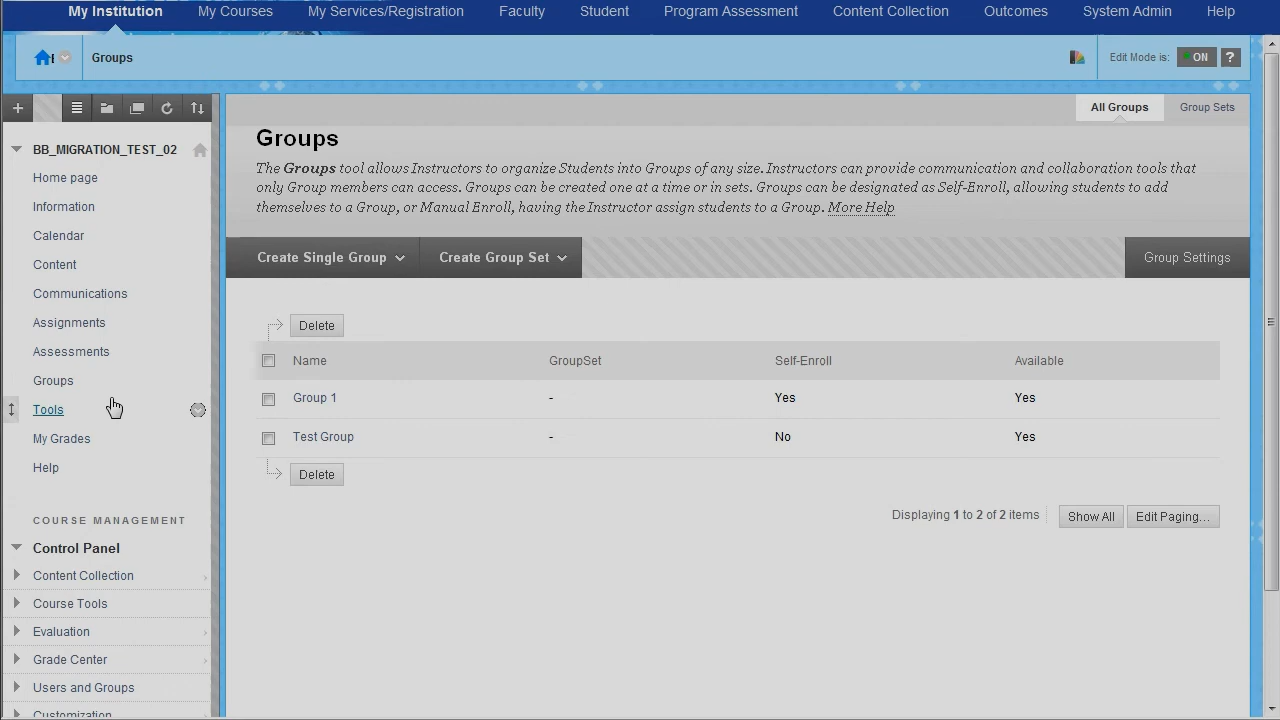 My Institution My Courses My Services/Registration Faculty Student Program Assessment Content Collection Outcomes System Admin Help
Groups Edit Mode is: ON ?
All Groups Group Sets
BB_MIGRATION_TEST_02
Home page
Information
Calendar
Content
Communications
Assignments
Assessments
Groups
Tools
My Grades
Help
COURSE MANAGEMENT
Control Panel
Content Collection
Course Tools
Evaluation
Grade Center
Users and Groups
Customization
Groups
The Groups tool allows Instructors to organize Students into Groups of any size. Instructors can provide communication and collaboration tools that
only Group members can access. Groups can be created one at a time or in sets. Groups can be designated as Self-Enroll, allowing students to add
themselves to a Group, or Manual Enroll, having the Instructor assign students to a Group. More Help
Create Single Group Create Group Set Group Settings
Delete
Name GroupSet Self-Enroll Available
Group 1 - Yes Yes
Test Group - No Yes
Delete
Displaying 1 to 2 of 2 items Show All Edit Paging...